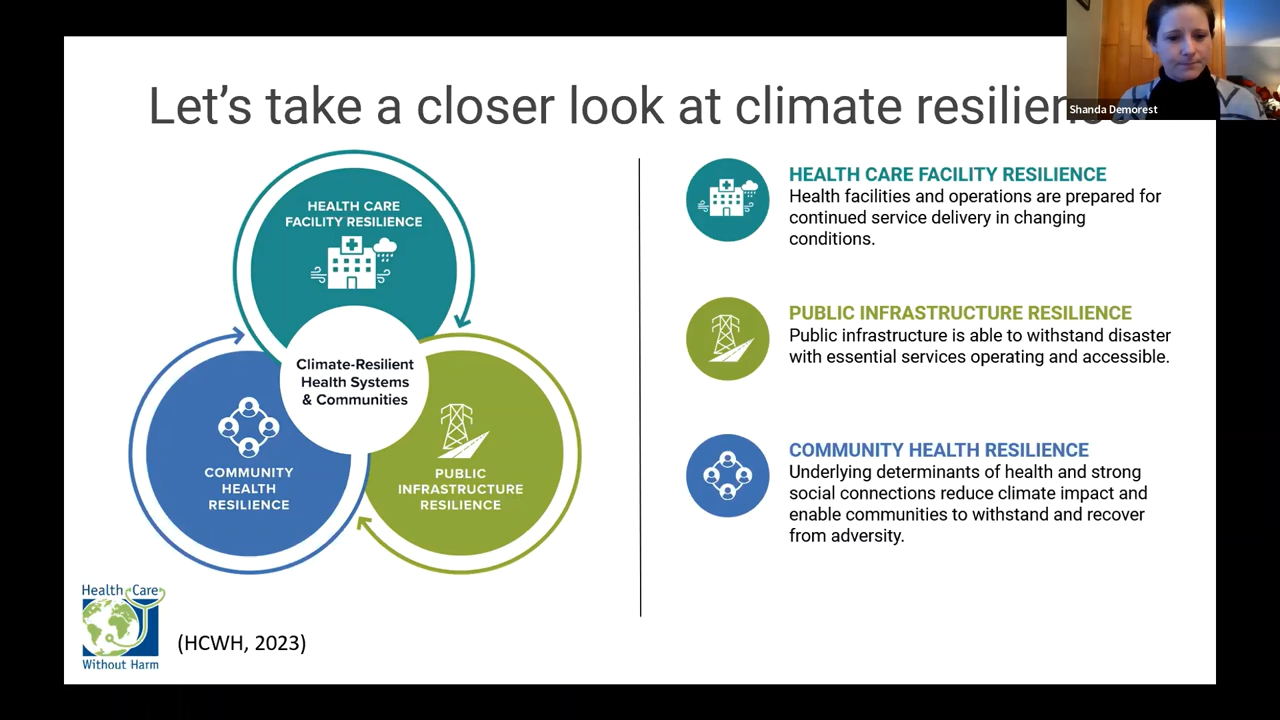 Let's take a closer look at climate resilience
Shanda Demorest
HEALTH CARE
FACILITY RESILIENCE
Climate-Resilient
Health Systems
& Communities
COMMUNITY
HEALTH
RESILIENCE
PUBLIC
INFRASTRUCTURE
RESILIENCE
HEALTH CARE FACILITY RESILIENCE
Health facilities and operations are prepared for
continued service delivery in changing
conditions.
PUBLIC INFRASTRUCTURE RESILIENCE
Public infrastructure is able to withstand disaster
with essential services operating and accessible.
COMMUNITY HEALTH RESILIENCE
Underlying determinants of health and strong
social connections reduce climate impact and
enable communities to withstand and recover
from adversity.
Health Care
Without Harm
(HCWH, 2023)